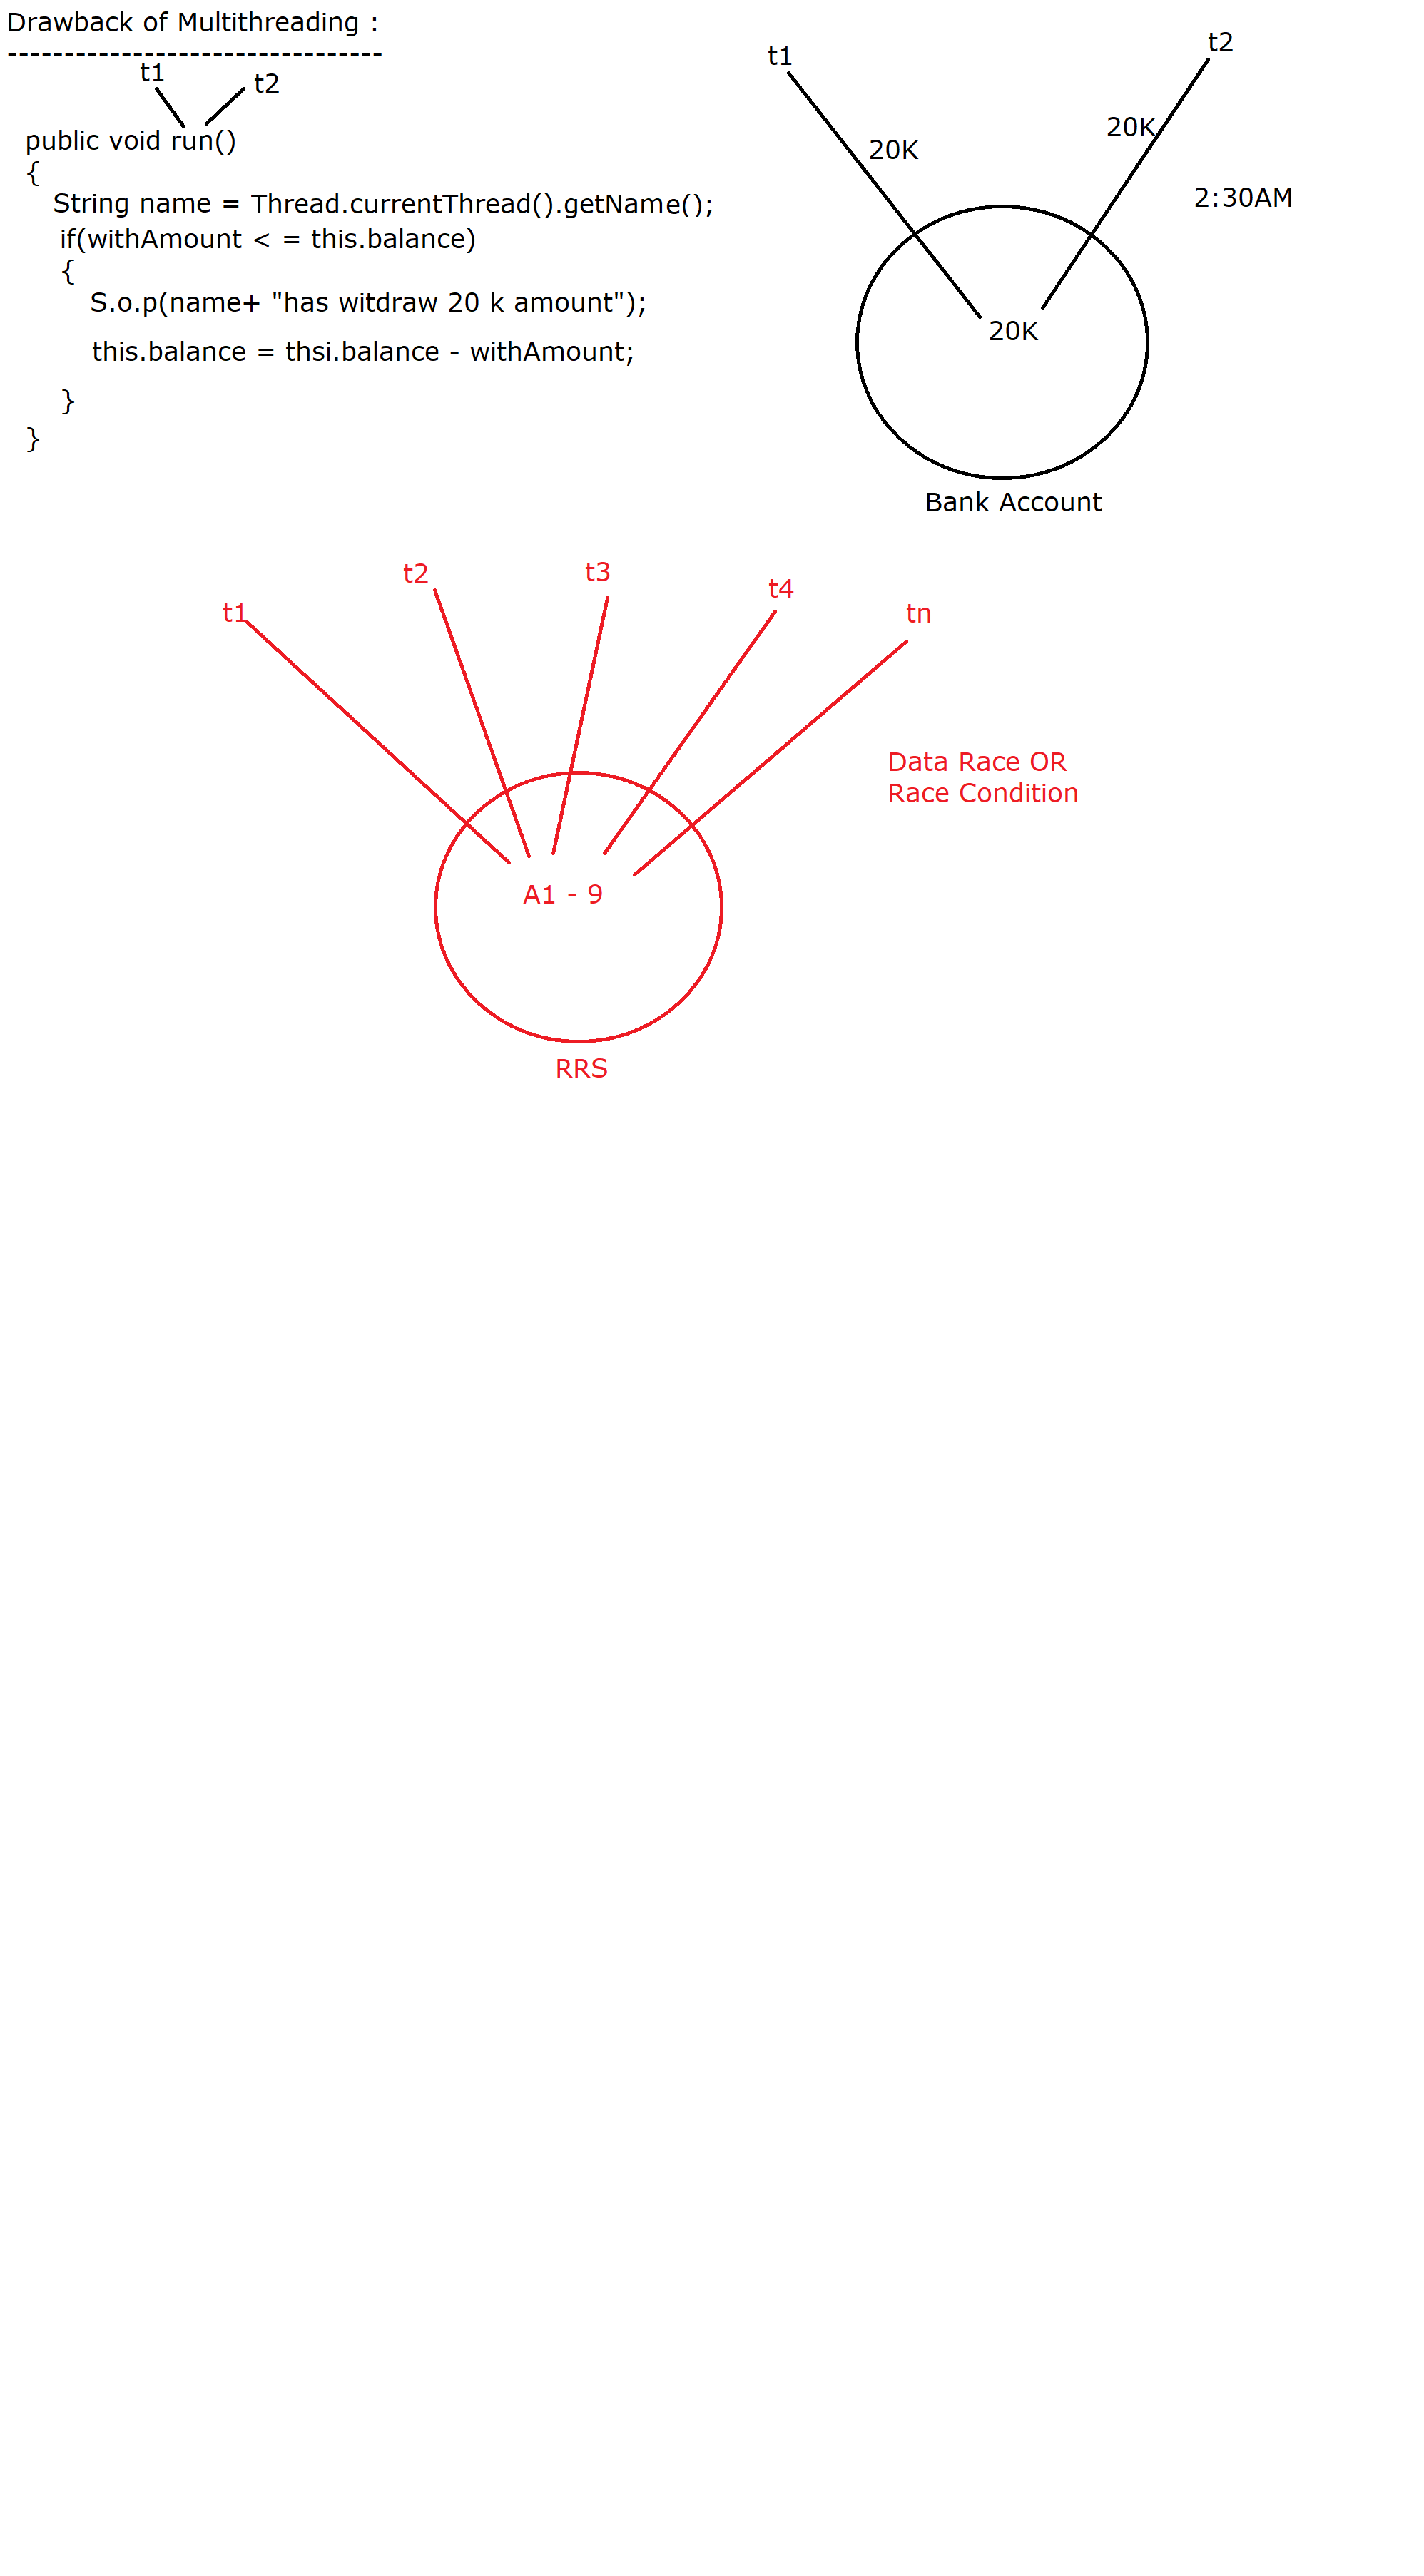 Drawback of Multithreading :
---------------------------------
t1
t2
public void run()
{
String name = Thread.currentThread().getName();
if(withAmount < = this.balance)
{
S.o.p(name+ "has witdraw 20 k amount");
this.balance = thsi.balance - withAmount;
}
}
t1
t2
20K
20K
2:30AM
20K
Bank Account
t1
t2
t3
t4
tn
Data Race OR
Race Condition
A1 - 9
RRS